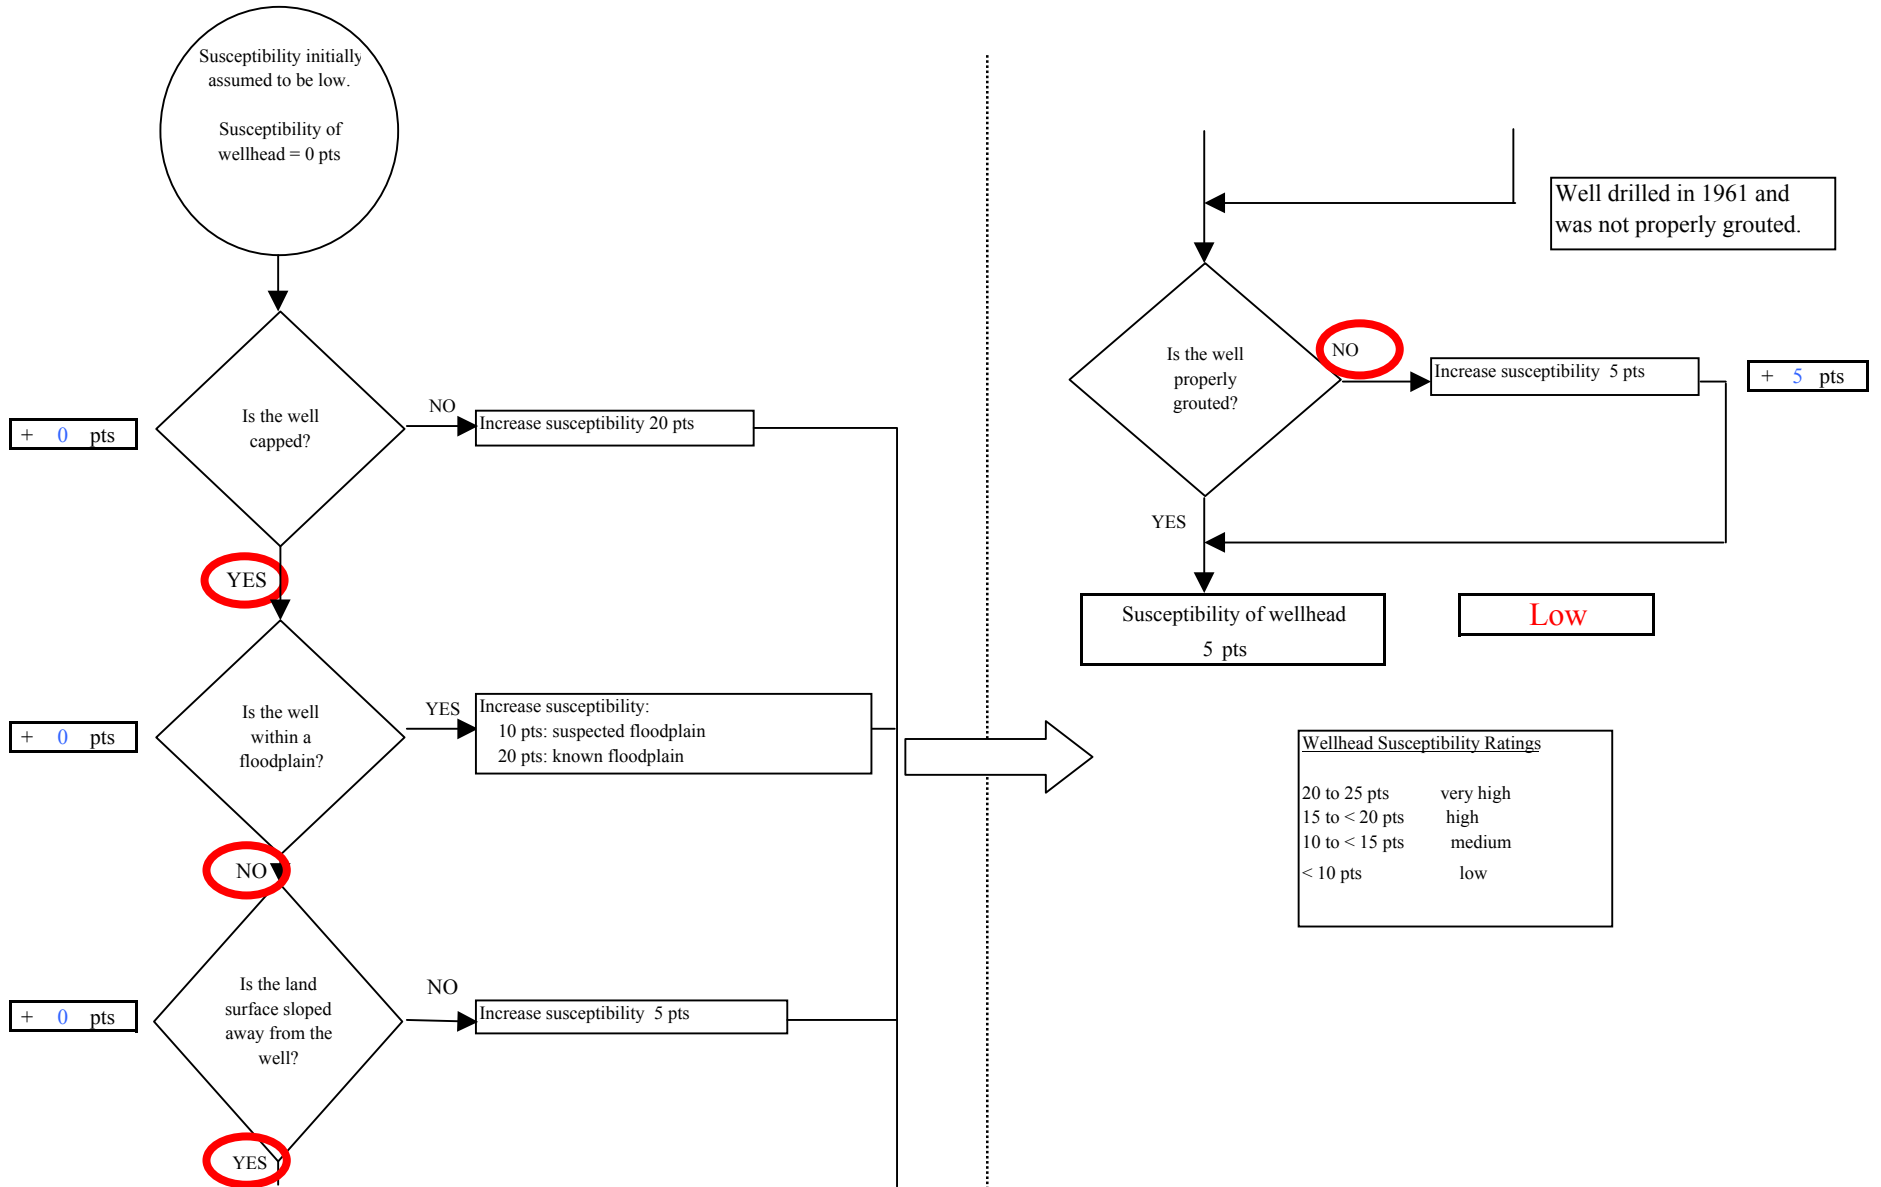 Susceptibility initially
assumed to be low.
Susceptibility of
wellhead = 0 pts
Is the well
capped?
+ 0 pts
NO
Increase susceptibility 20 pts
YES
Is the well
within a
floodplain?
+ 0 pts
YES
Increase susceptibility:
10 pts: suspected floodplain
20 pts: known floodplain
NO
Is the land
surface sloped
away from the
well?
+ 0 pts
NO
Increase susceptibility 5 pts
YES
Well drilled in 1961 and
was not properly grouted.
Is the well
properly
grouted?
NO
Increase susceptibility 5 pts
+ 5 pts
YES
Susceptibility of wellhead
5 pts
Low
Wellhead Susceptibility Ratings
20 to 25 pts very high
15 to < 20 pts high
10 to < 15 pts medium
< 10 pts low